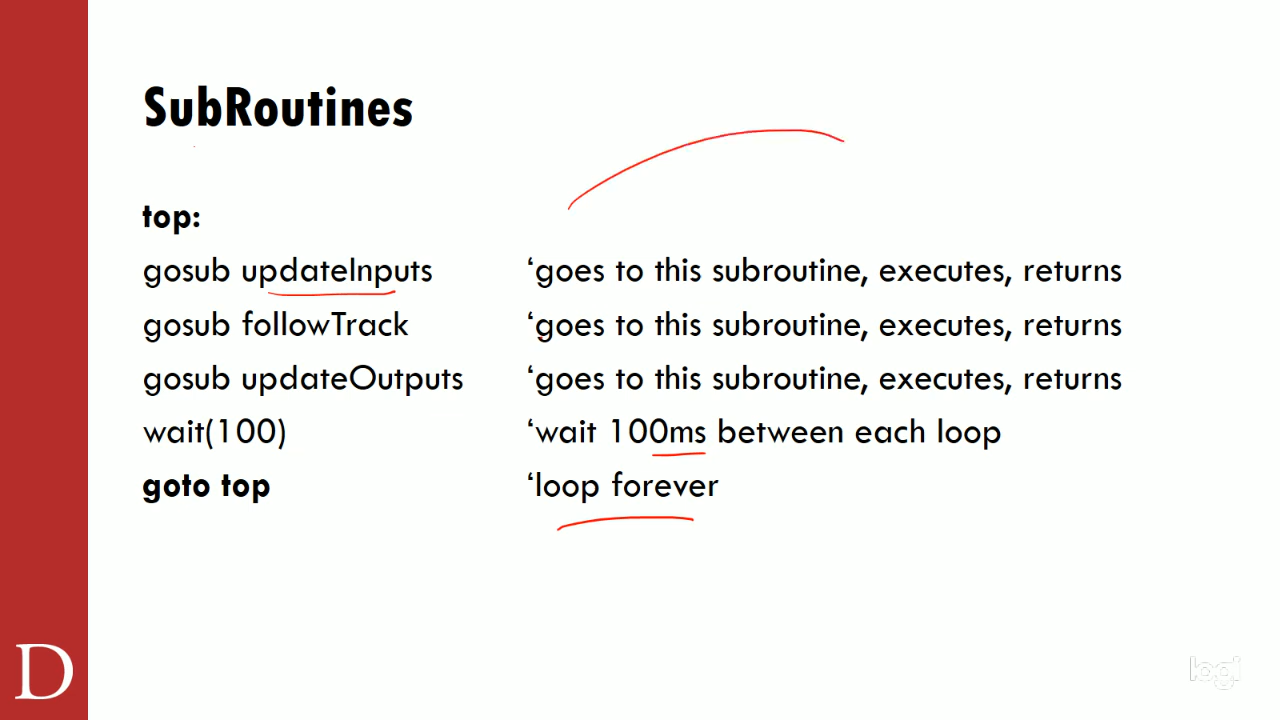 SubRoutines
top:
gosub updateInputs ‘goes to this subroutine, executes, returns
gosub followTrack ‘goes to this subroutine, executes, returns
gosub updateOutputs ‘goes to this subroutine, executes, returns
wait(100) ‘wait 100ms between each loop
goto top ‘loop forever
D
logi